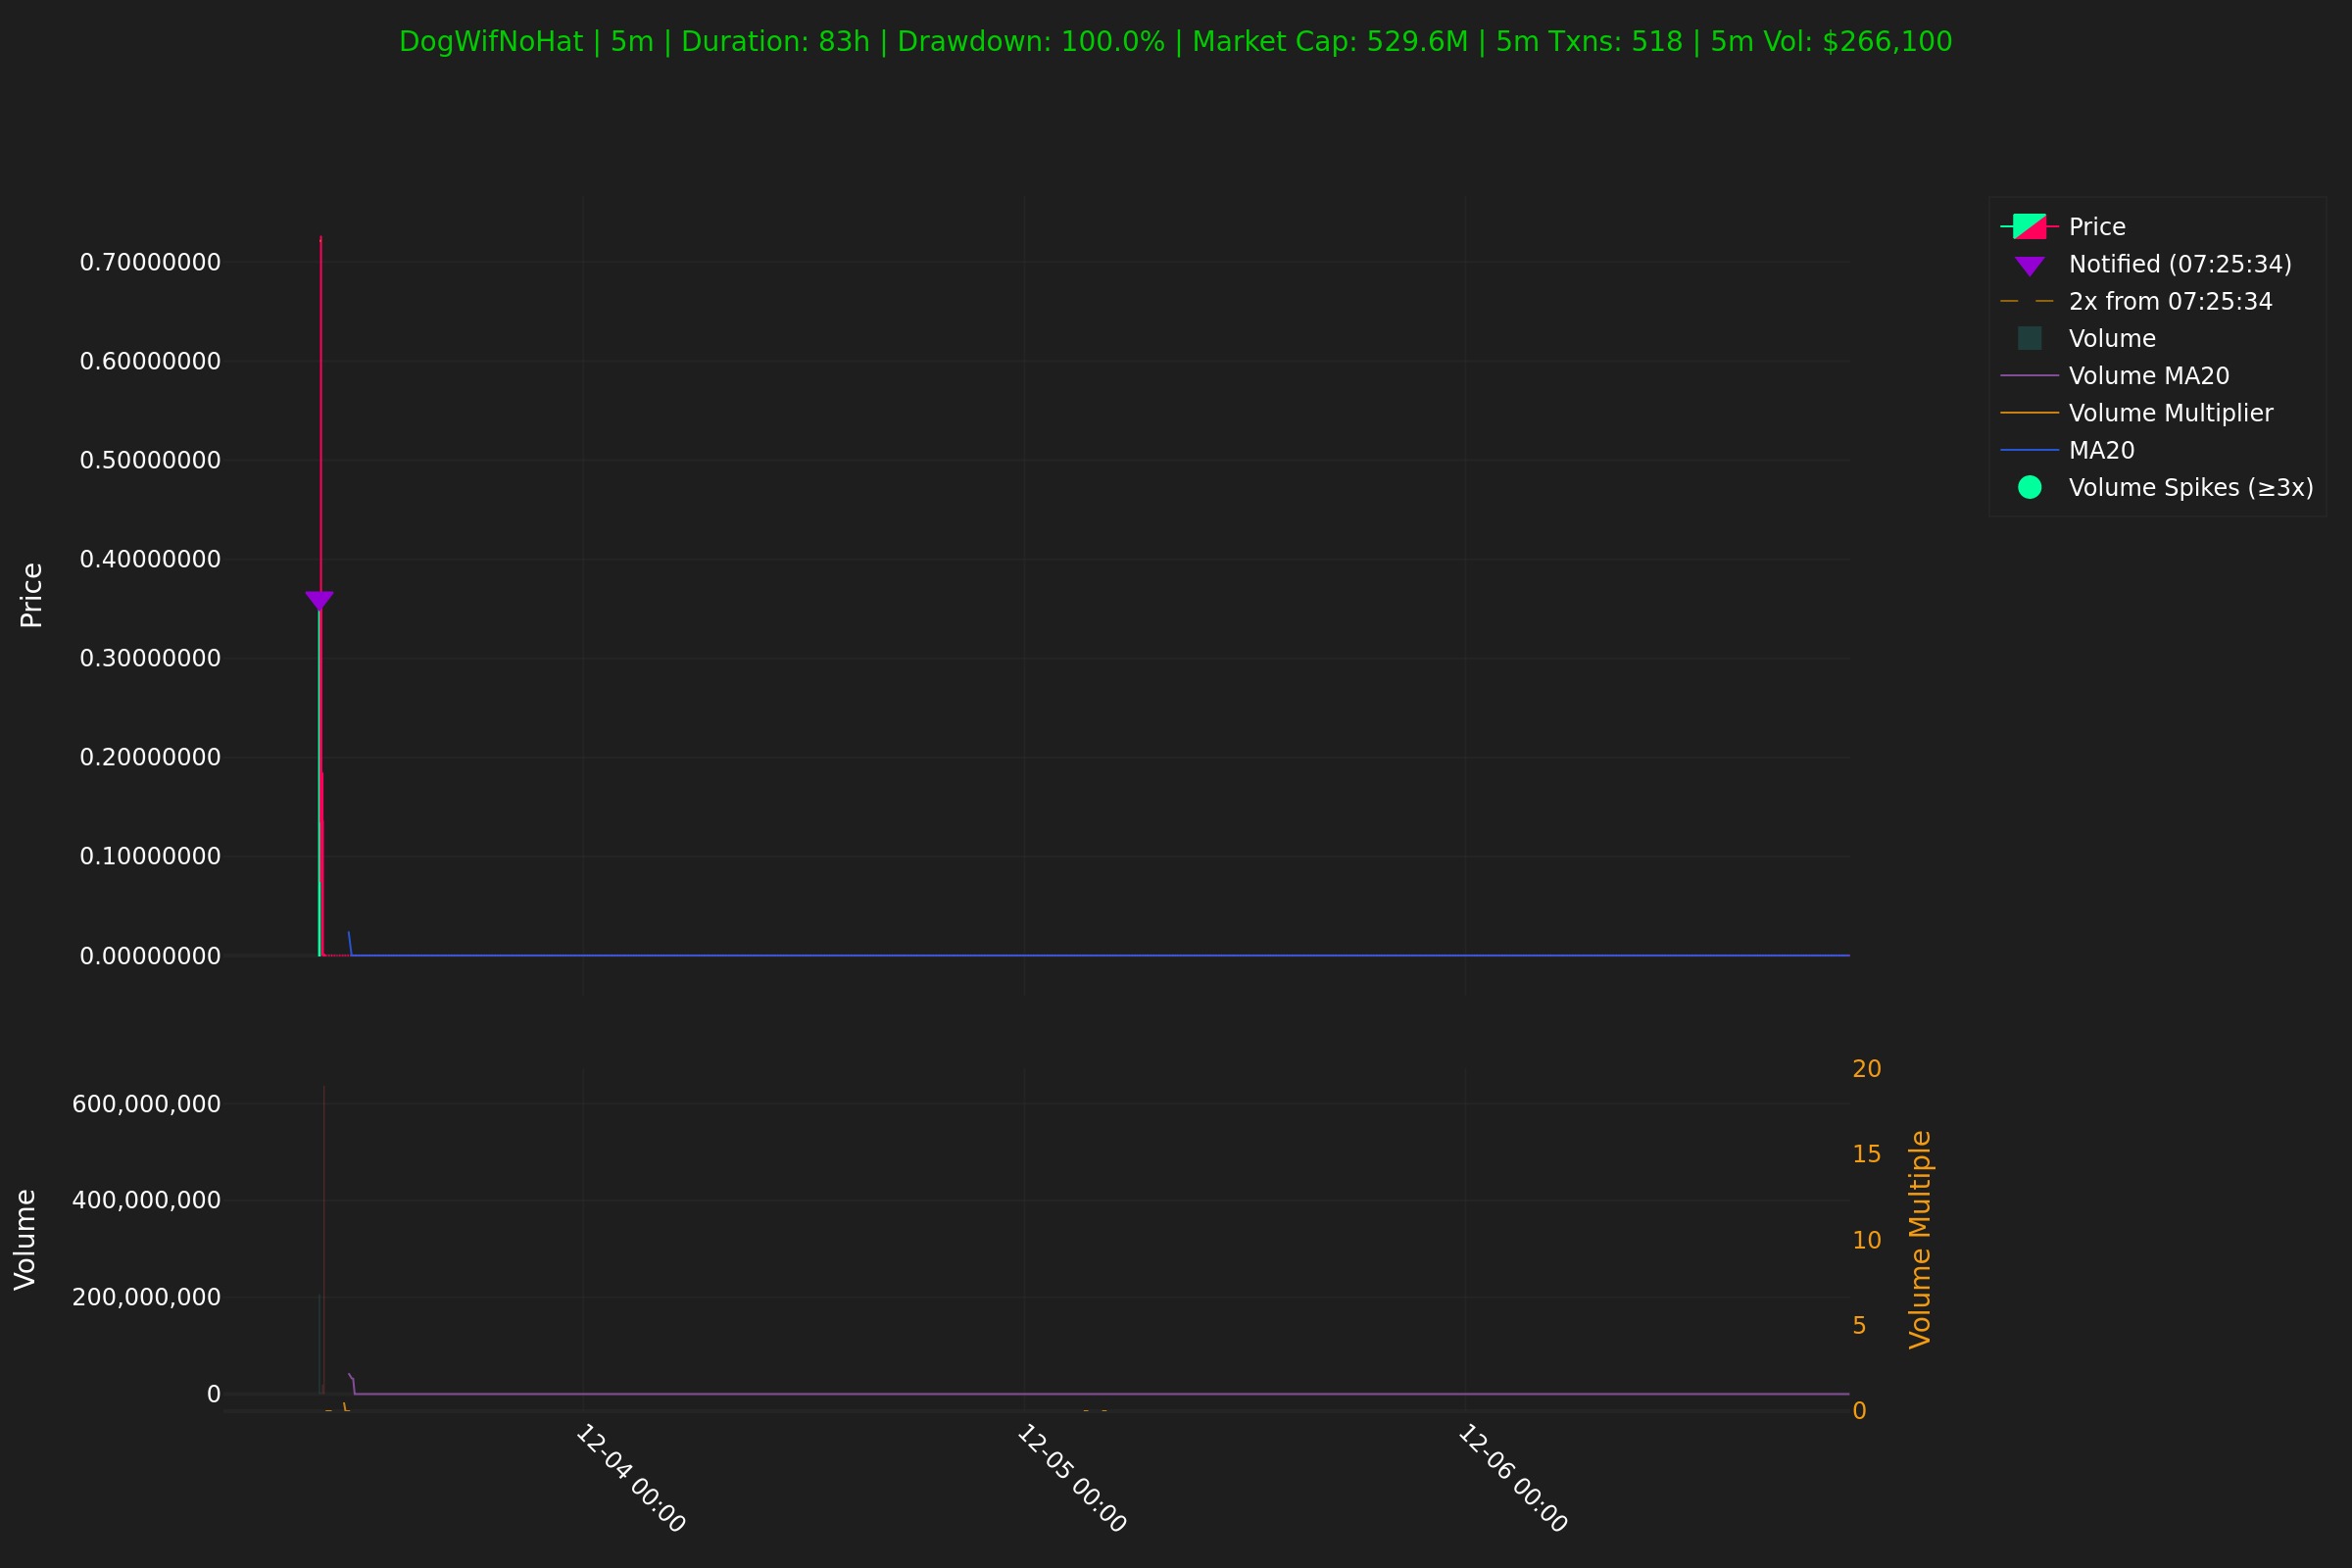 DogWifNoHat | 5m | Duration: 83h | Drawdown: 100.0% | Market Cap: 529.6M | 5m Txns: 518 | 5m Vol: $266,100
Price
0.70000000
0.60000000
0.50000000
0.40000000
0.30000000
0.20000000
0.10000000
0.00000000
Price
Notified (07:25:34)
2x from 07:25:34
Volume
Volume MA20
Volume Multiplier
MA20
Volume Spikes (≥3x)
Volume
600,000,000
400,000,000
200,000,000
0
20
15
10
5
0
Volume Multiple
12-04 00:00
12-05 00:00
12-06 00:00